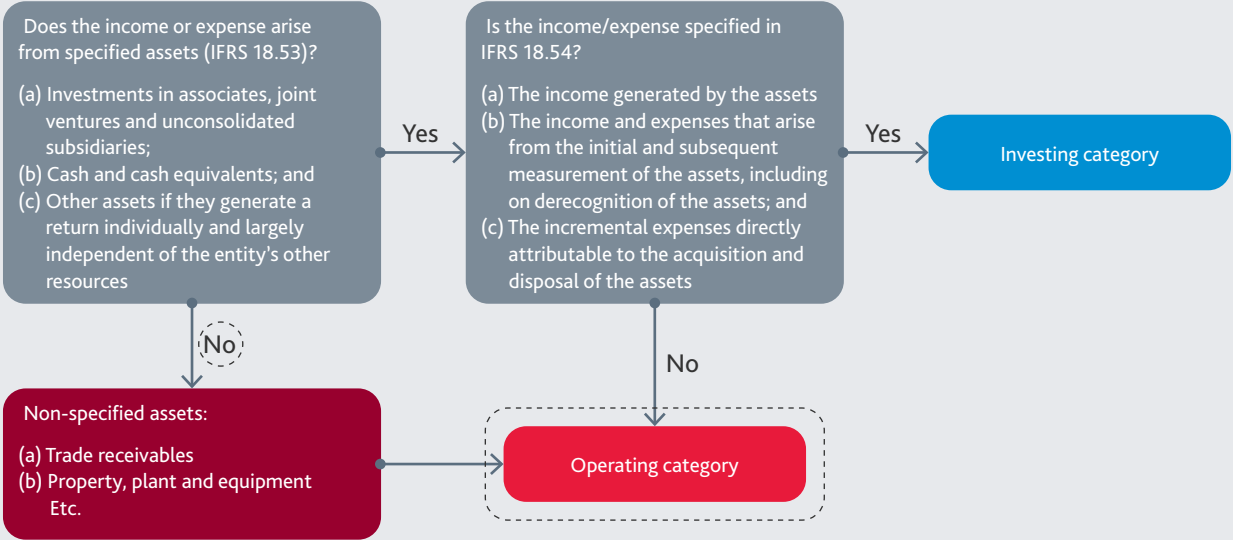 Does the income or expense arise
from specified assets (IFRS 18.53)?
(a) Investments in associates, joint
ventures and unconsolidated
subsidiaries;
(b) Cash and cash equivalents; and
(c) Other assets if they generate a
return individually and largely
independent of the entity's other
resources
Yes
Is the income/expense specified in
IFRS 18.54?
(a) The income generated by the assets
(b) The income and expenses that arise
from the initial and subsequent
measurement of the assets, including
on derecognition of the assets; and
(c) The incremental expenses directly
attributable to the acquisition and
disposal of the assets
Yes
Investing category
No
No
Non-specified assets:
(a) Trade receivables
(b) Property, plant and equipment
Etc.
Operating category